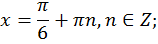 x = π/6 + πn, n ∈ Z;